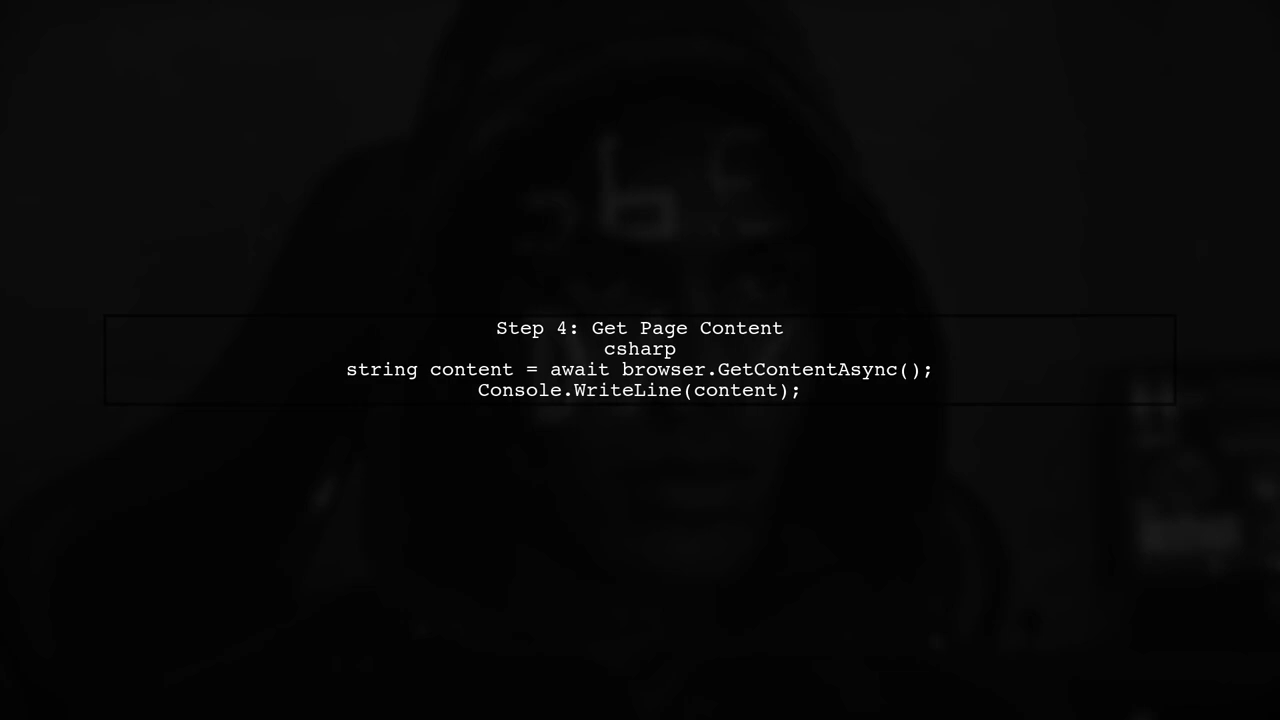 Step 4: Get Page Content
csharp
string content = await browser.GetContentAsync();
Console.WriteLine(content);